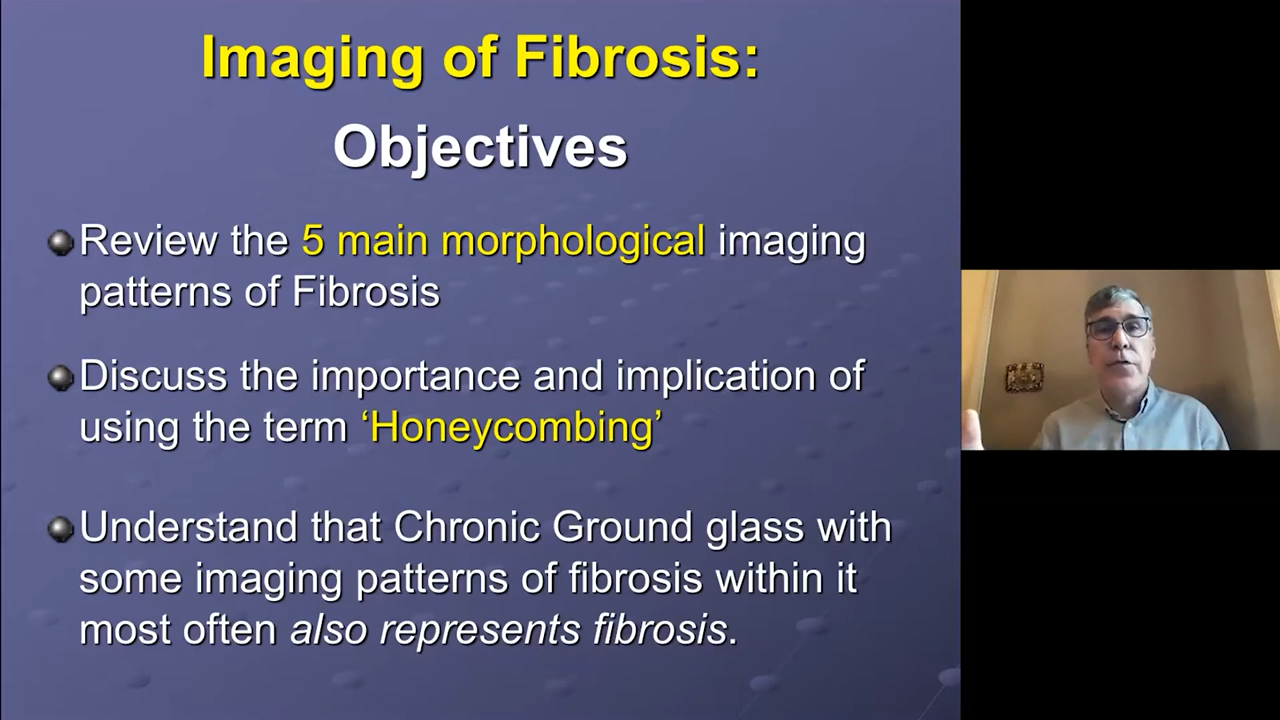 Imaging of Fibrosis:
Objectives
Review the 5 main morphological imaging
patterns of Fibrosis
Discuss the importance and implication of
using the term ‘Honeycombing’
Understand that Chronic Ground glass with
some imaging patterns of fibrosis within it
most often also represents fibrosis.